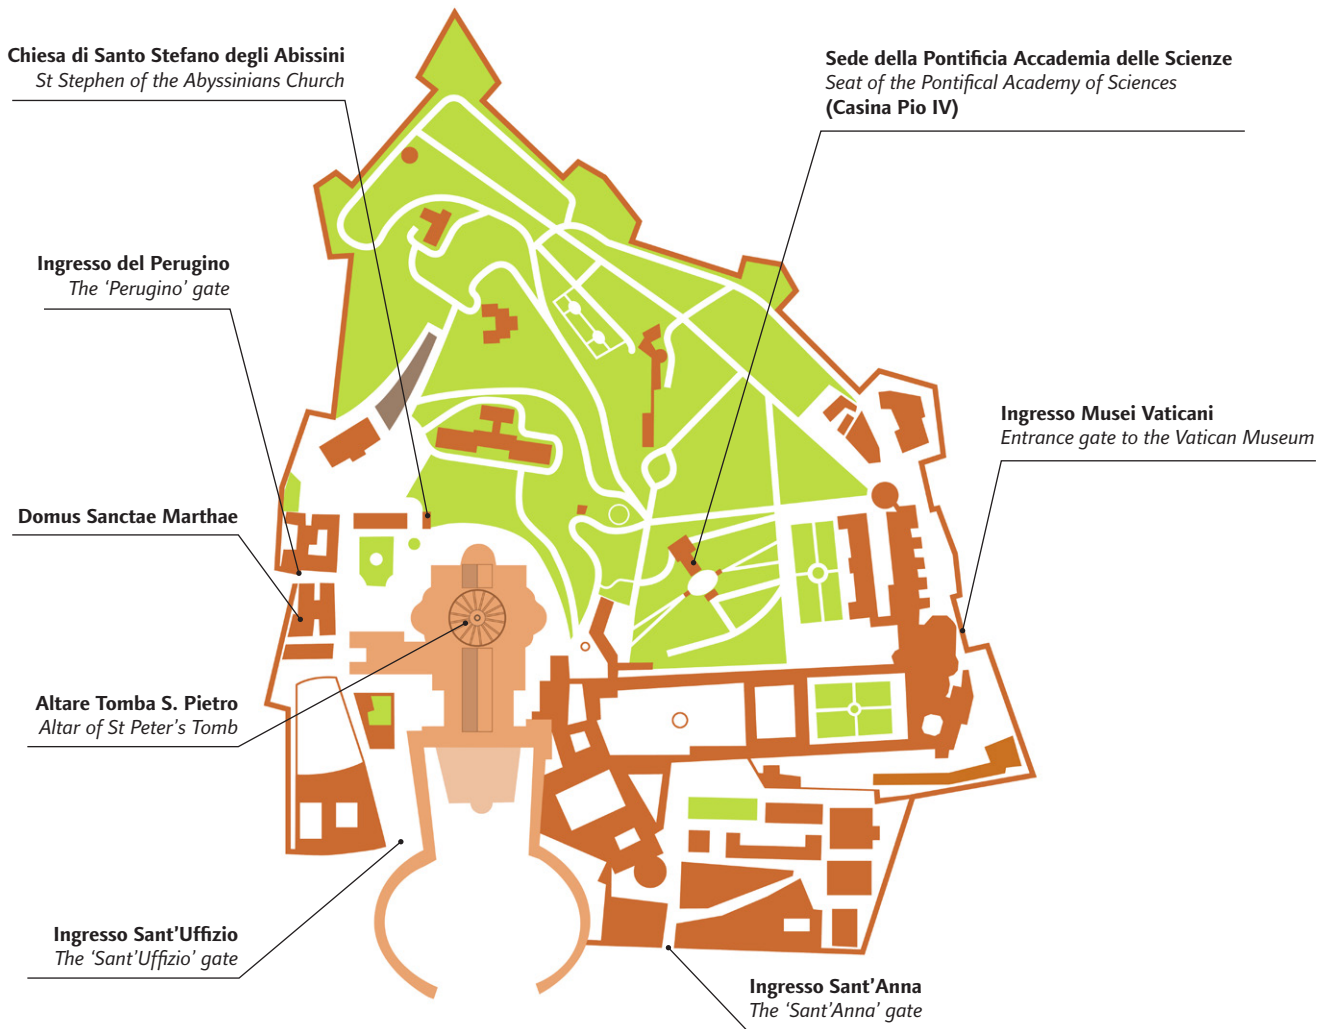 Chiesa di Santo Stefano degli Abissini
St Stephen of the Abyssinians Church
Sede della Pontificia Accademia delle Scienze
Seat of the Pontifical Academy of Sciences
(Casina Pio IV)
Ingresso del Perugino
The ‘Perugino’ gate
Ingresso Musei Vaticani
Entrance gate to the Vatican Museum
Domus Sanctae Marthae
Altare Tomba S. Pietro
Altar of St Peter’s Tomb
Ingresso Sant’Uffizio
The ‘Sant’Uffizio’ gate
Ingresso Sant’Anna
The ‘Sant’Anna’ gate